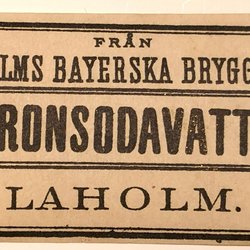 FRÅN
LMS BAYERSKA BRYGG
RONSODAVATT
LAHOLM.